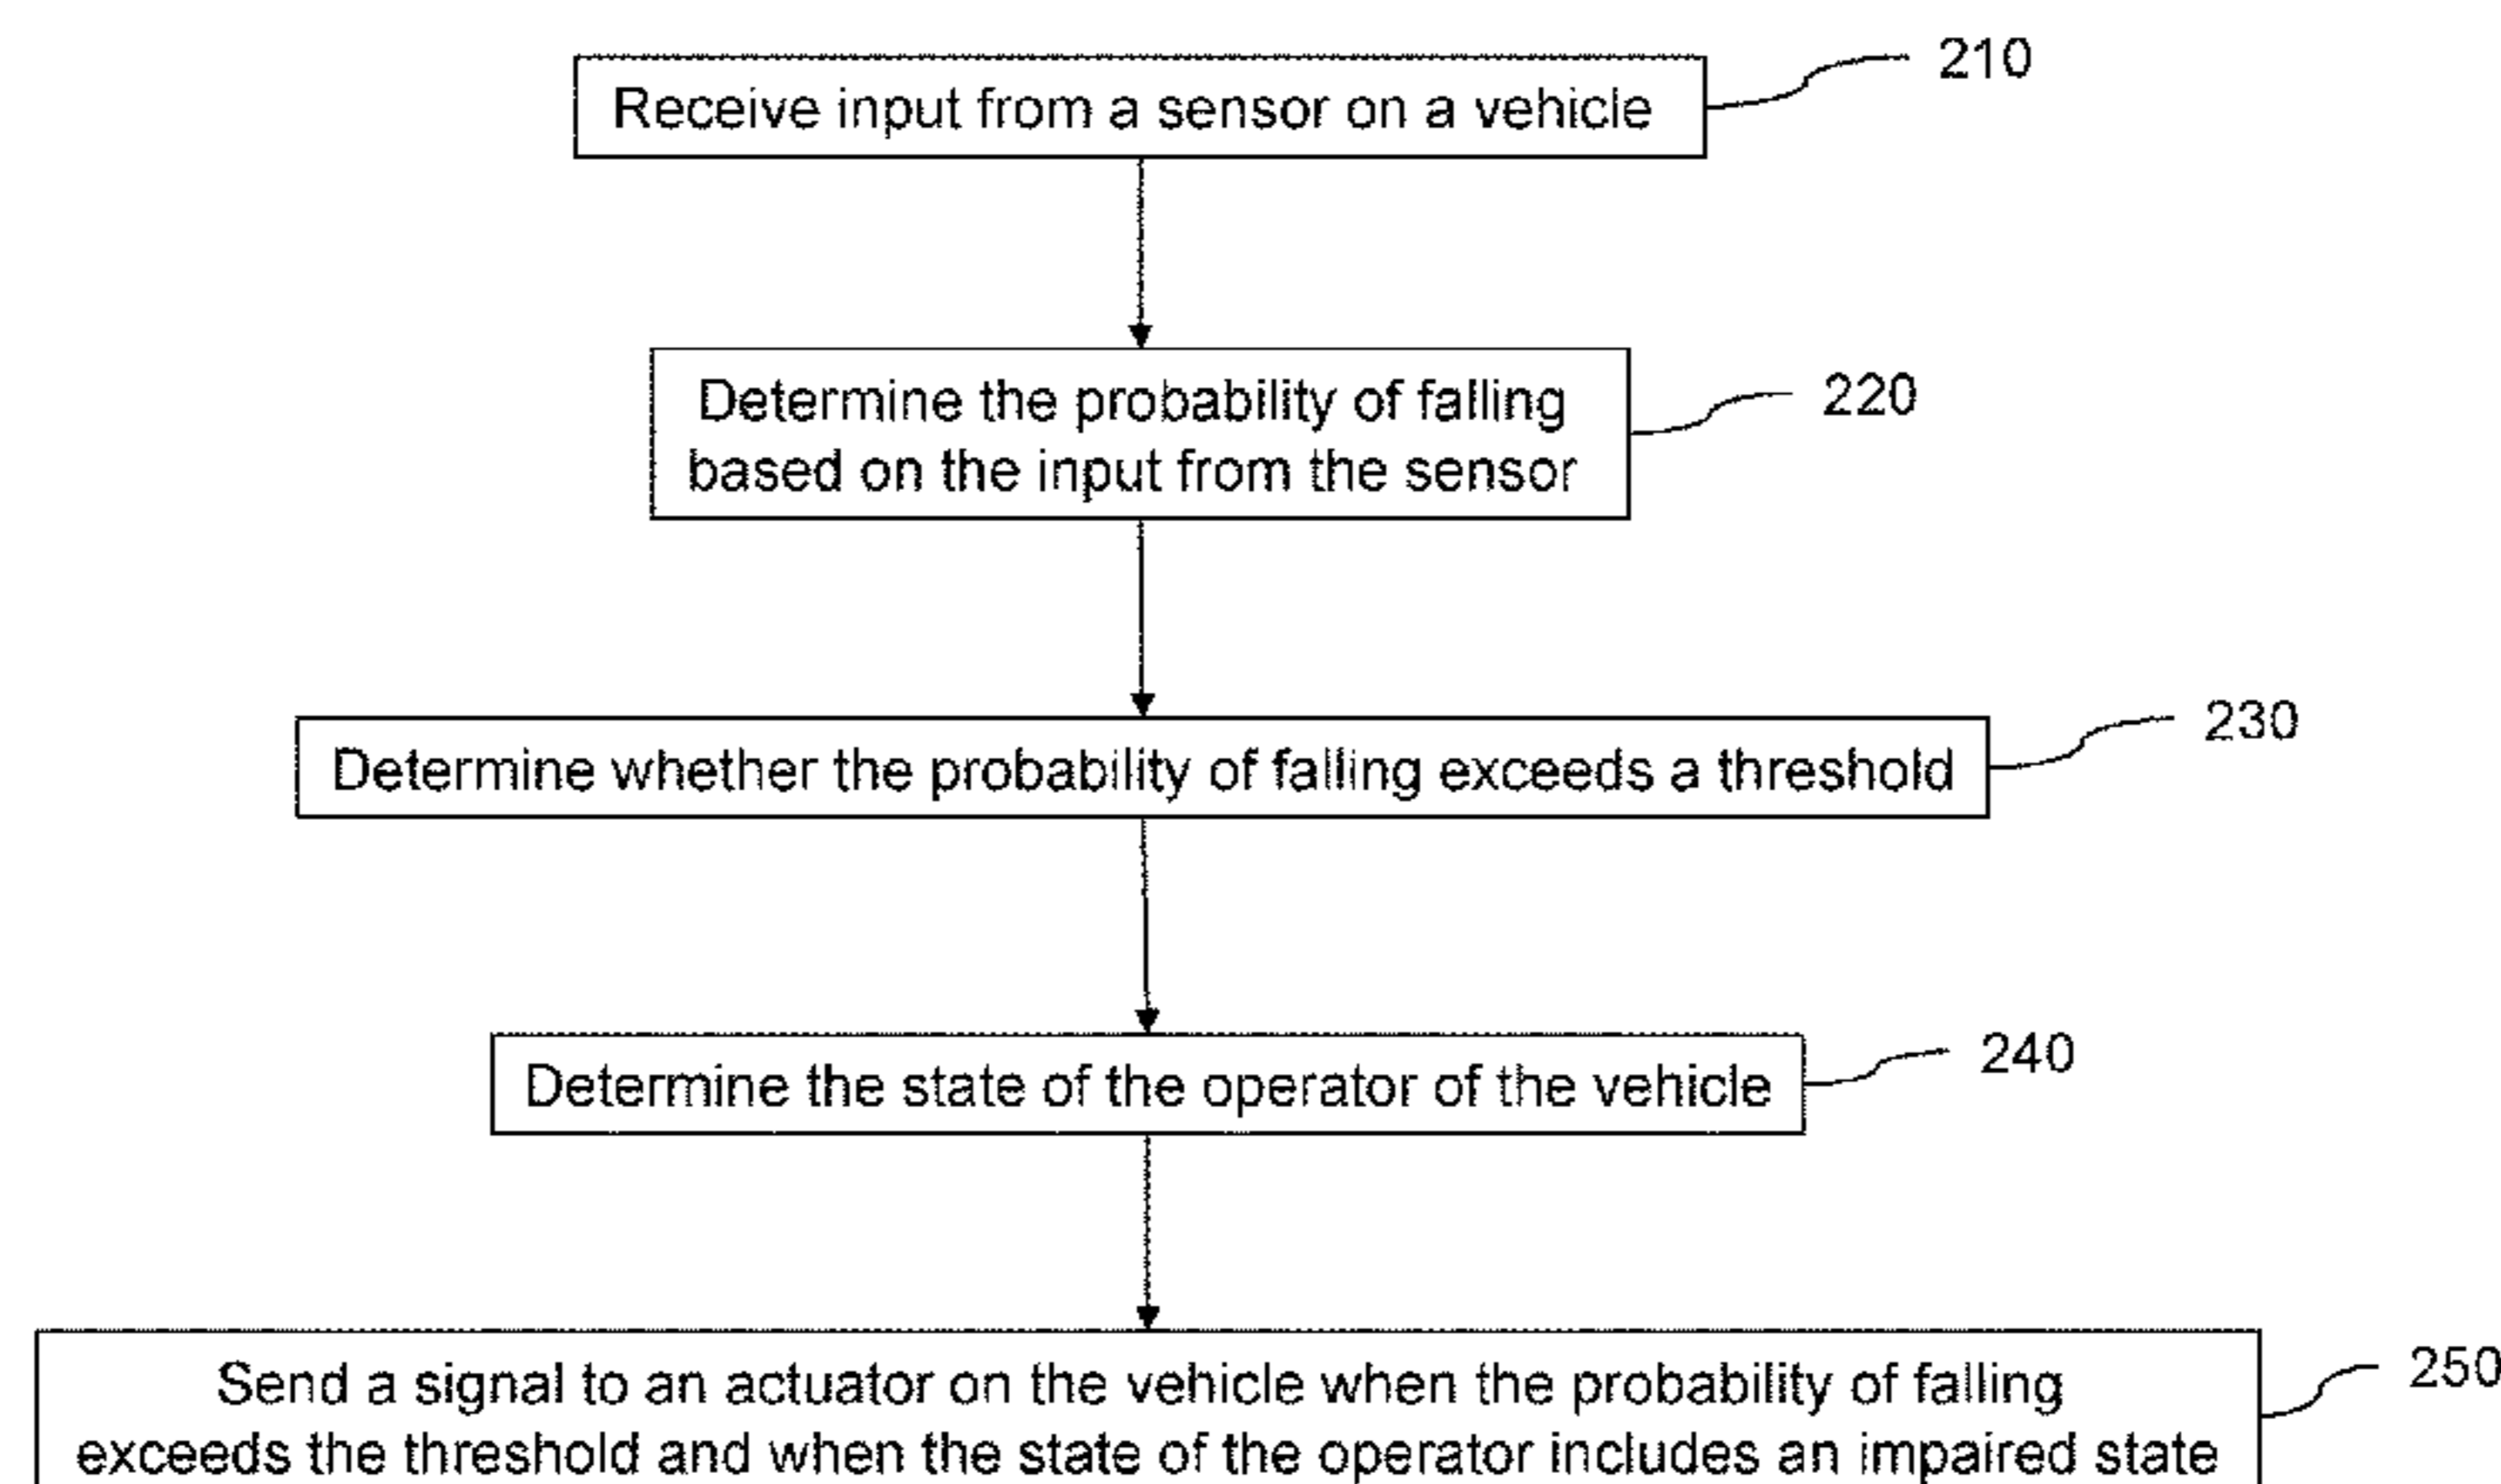 Receive input from a sensor on a vehicle
210
Determine the probability of falling
based on the input from the sensor
220
Determine whether the probability of falling exceeds a threshold
230
Determine the state of the operator of the vehicle
240
Send a signal to an actuator on the vehicle when the probability of falling
exceeds the threshold and when the state of the operator includes an impaired state
250